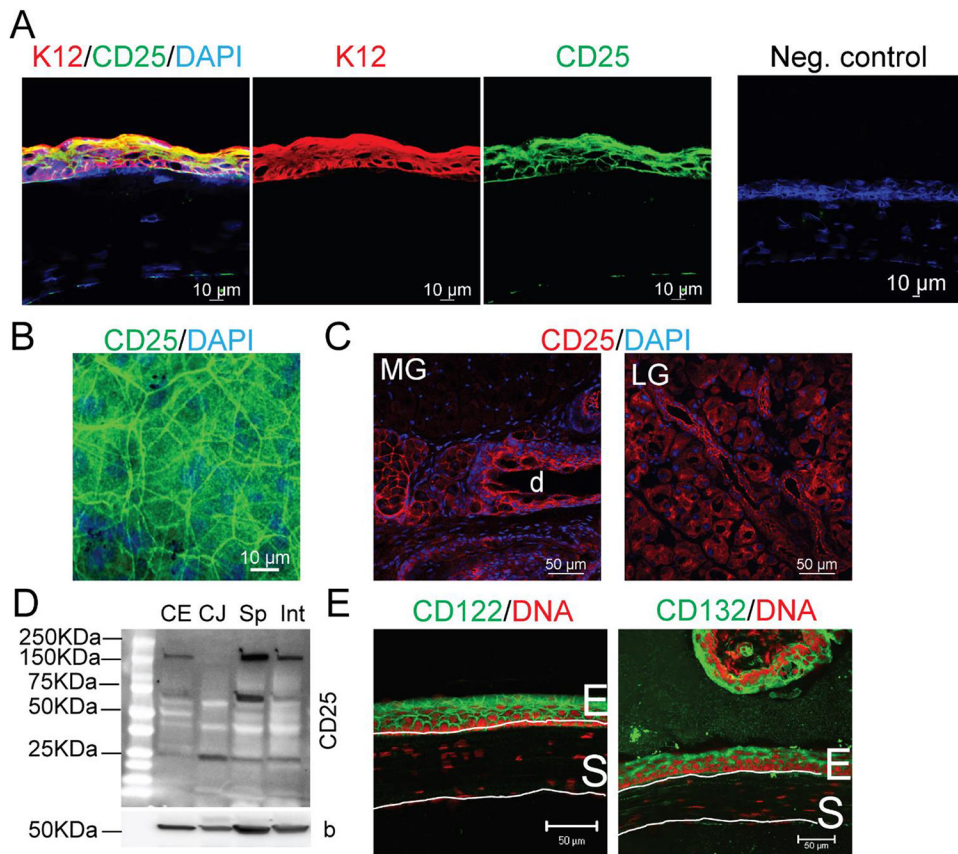 A
K12/CD25/DAPI K12 CD25 Neg. control
10 µm 10 µm 10 µm 10 µm
B CD25/DAPI
10 µm
C CD25/DAPI
MG LG
d
50 µm 50 µm
D CE CJ Sp Int
250KDa
150KDa
75KDa
50KDa
25KDa
CD25
50KDa b
E CD122/DNA CD132/DNA
E
S
50 µm
E
S
50 µm